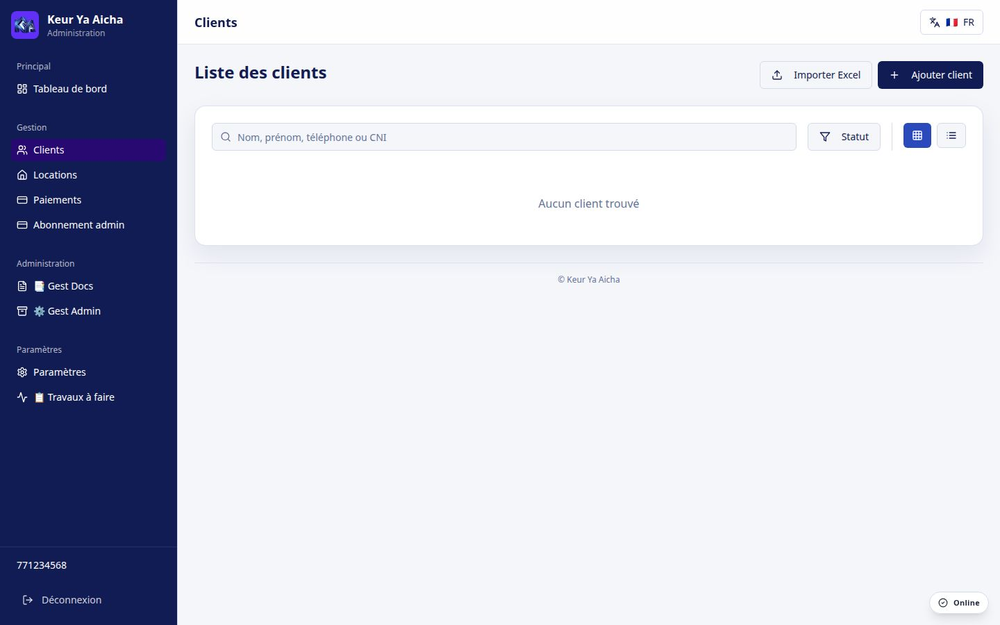 Keur Ya Aicha
Administration
Principal
Tableau de bord
Gestion
Clients
Locations
Paiements
Abonnement admin
Administration
Gest Docs
Gest Admin
Paramètres
Paramètres
Travaux à faire
771234568
Déconnexion
Clients
FR
Liste des clients
Importer Excel
Ajouter client
Nom, prénom, téléphone ou CNI
Statut
Aucun client trouvé
© Keur Ya Aicha
Online